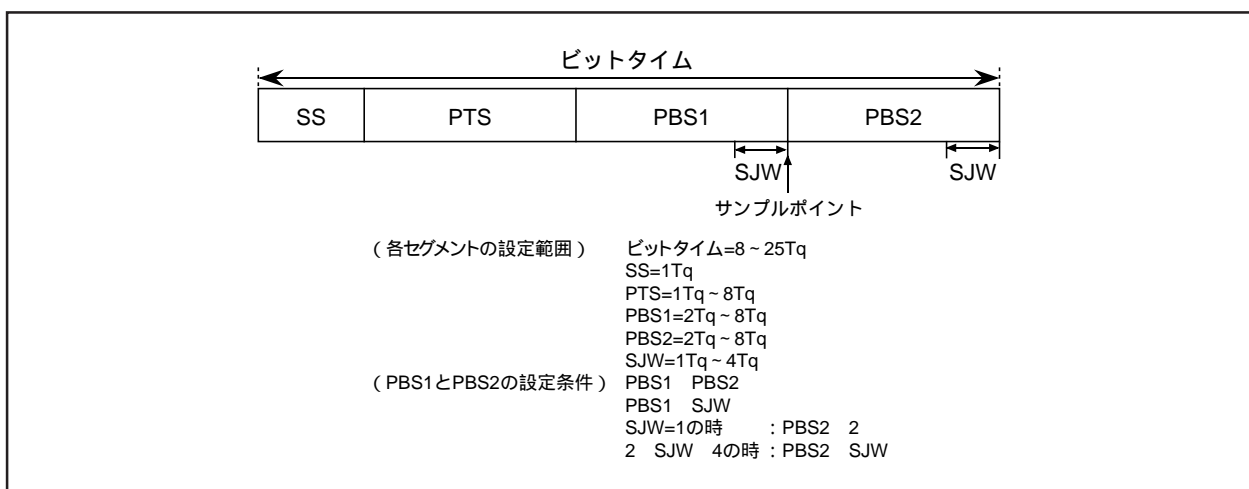 ビットタイム
SS PTS PBS1 PBS2
SJW SJW
サンプルポイント
(各セグメントの設定範囲) ビットタイム=8~25Tq
SS=1Tq
PTS=1Tq~8Tq
PBS1=2Tq~8Tq
PBS2=2Tq~8Tq
SJW=1Tq~4Tq
(PBS1とPBS2の設定条件) PBS1 PBS2
PBS1 SJW
SJW=1の時 :PBS2 2
2 SJW 4の時:PBS2 SJW